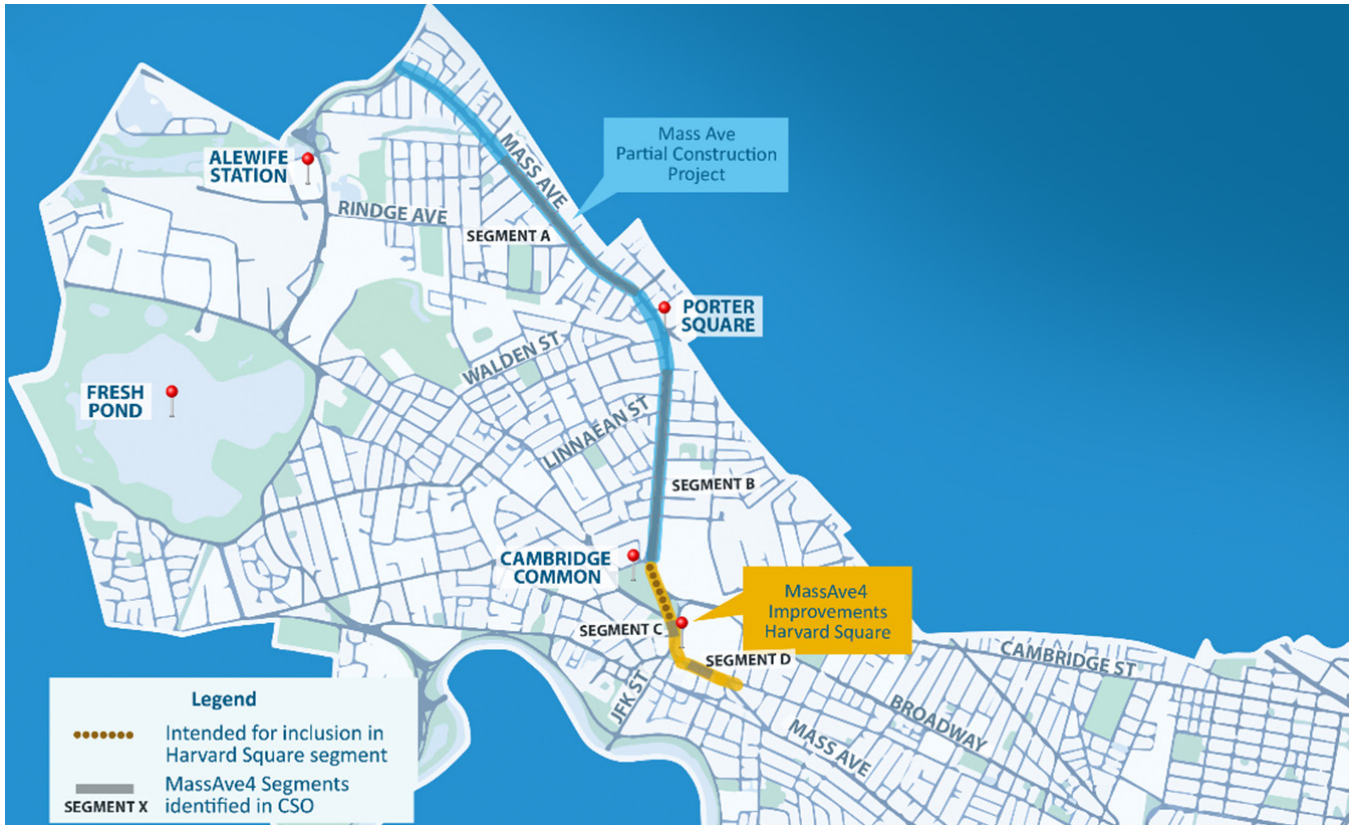 MASS AVE
Mass Ave
Partial Construction
Project
ALEWIFE
STATION
RINDGE AVE
SEGMENT A
PORTER
SQUARE
WALDEN ST
FRESH
POND
LINNAEAN ST
SEGMENT B
CAMBRIDGE
COMMON
MassAve4
Improvements
Harvard Square
SEGMENT C
SEGMENT D
CAMBRIDGE ST
JFK ST
BROADWAY
MASS AVE
Legend
Intended for inclusion in
Harvard Square segment
MassAve4 Segments
identified in CSO
SEGMENT X